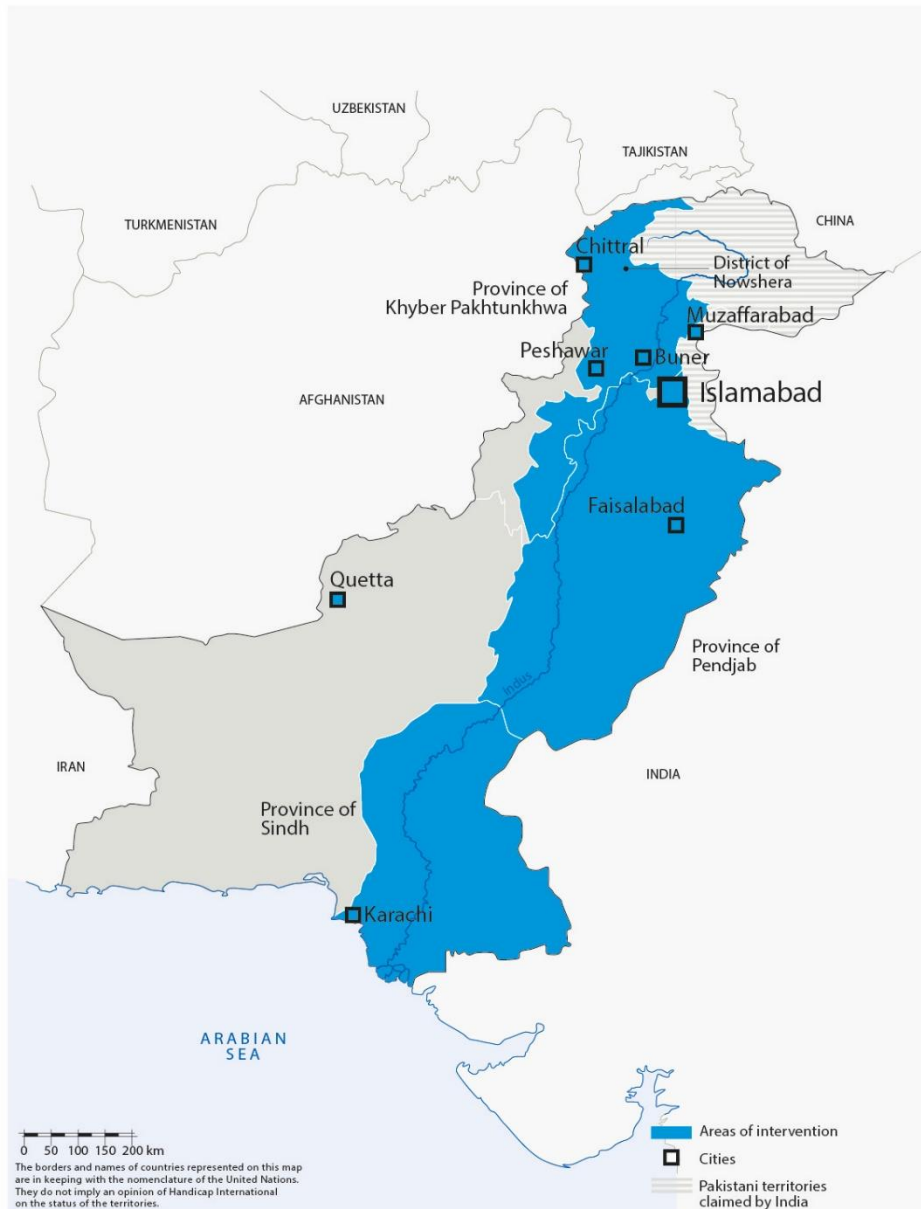 UZBEKISTAN
TAJIKISTAN
TURKMENISTAN
CHINA
Chittral
District of
Nowshera
Province of
Khyber Pakhtunkhwa
Muzaffarabad
Peshawar
Buner
Islamabad
AFGHANISTAN
Faisalabad
Quetta
Province of
Pendjab
Indus
IRAN
INDIA
Province of
Sindh
Karachi
ARABIAN
SEA
0 50 100 150 200 km
The borders and names of countries represented on this map
are in keeping with the nomenclature of the United Nations.
They do not imply an opinion of Handicap International
on the status of the territories.
Areas of intervention
Cities
Pakistani territories
claimed by India